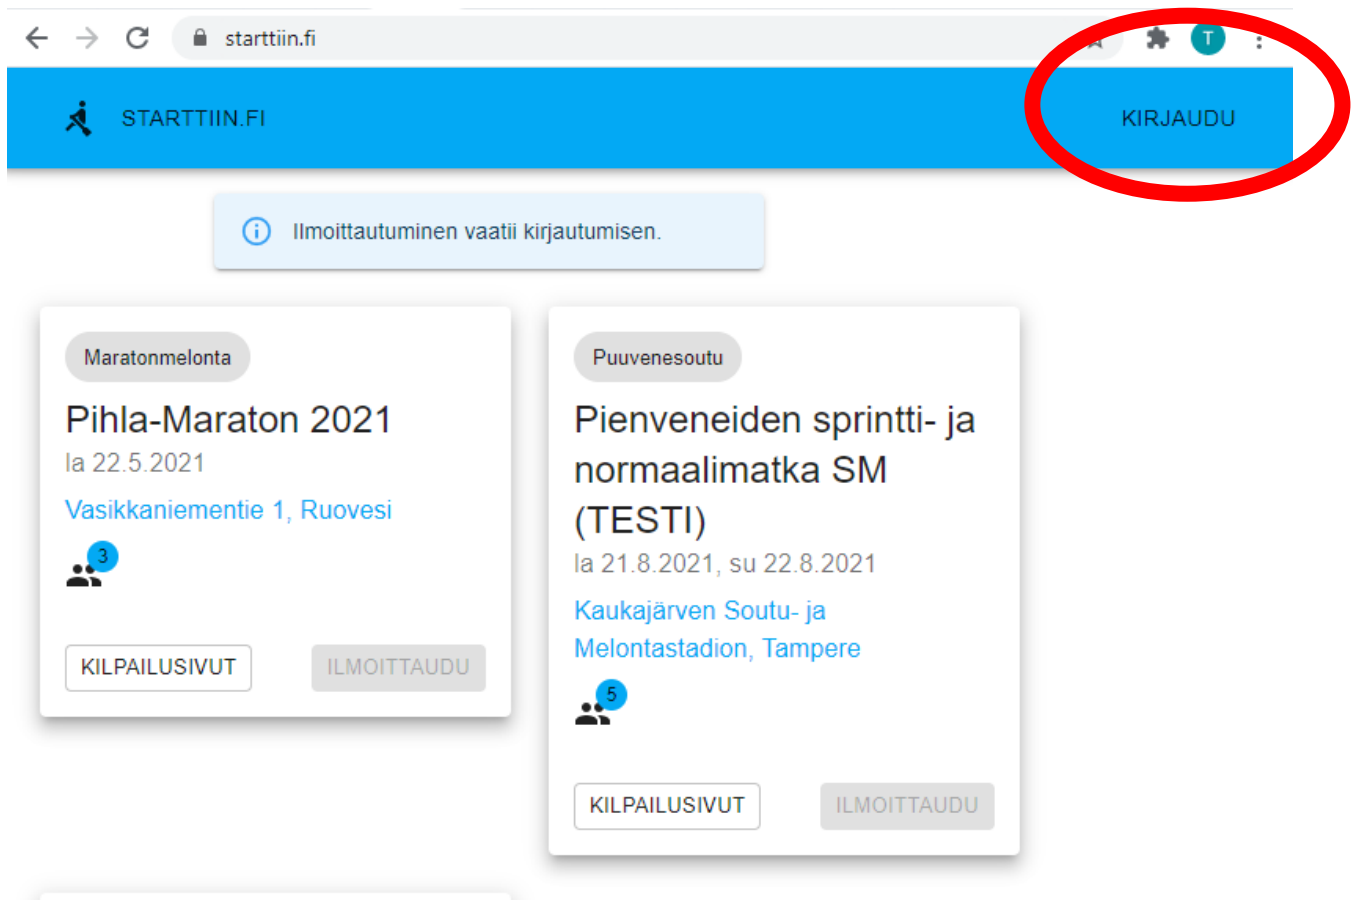 starttiin.fi
T
STARTTIIN.FI
KIRJAUDU
Ilmoittautuminen vaatii kirjautumisen.
Maratonmelonta
Pihla-Maraton 2021
la 22.5.2021
Vasikkaniementie 1, Ruovesi
3
KILPAILUSIVUT
ILMOITTAUDU
Puuvenesoutu
Pienveneiden sprintti- ja
normaalimatka SM
(TESTI)
la 21.8.2021, su 22.8.2021
Kaukajärven Soutu- ja
Melontastadion, Tampere
5
KILPAILUSIVUT
ILMOITTAUDU